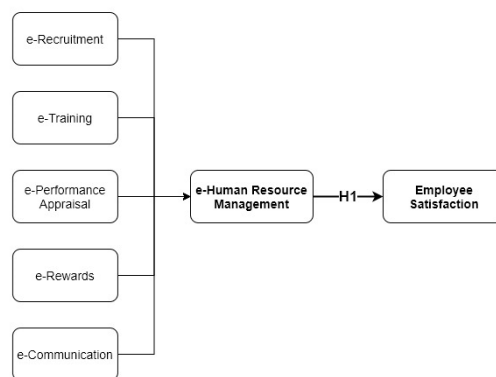 e-Recruitment
e-Training
e-Performance
Appraisal
e-Rewards
e-Communication
e-Human Resource
Management
H1
Employee
Satisfaction